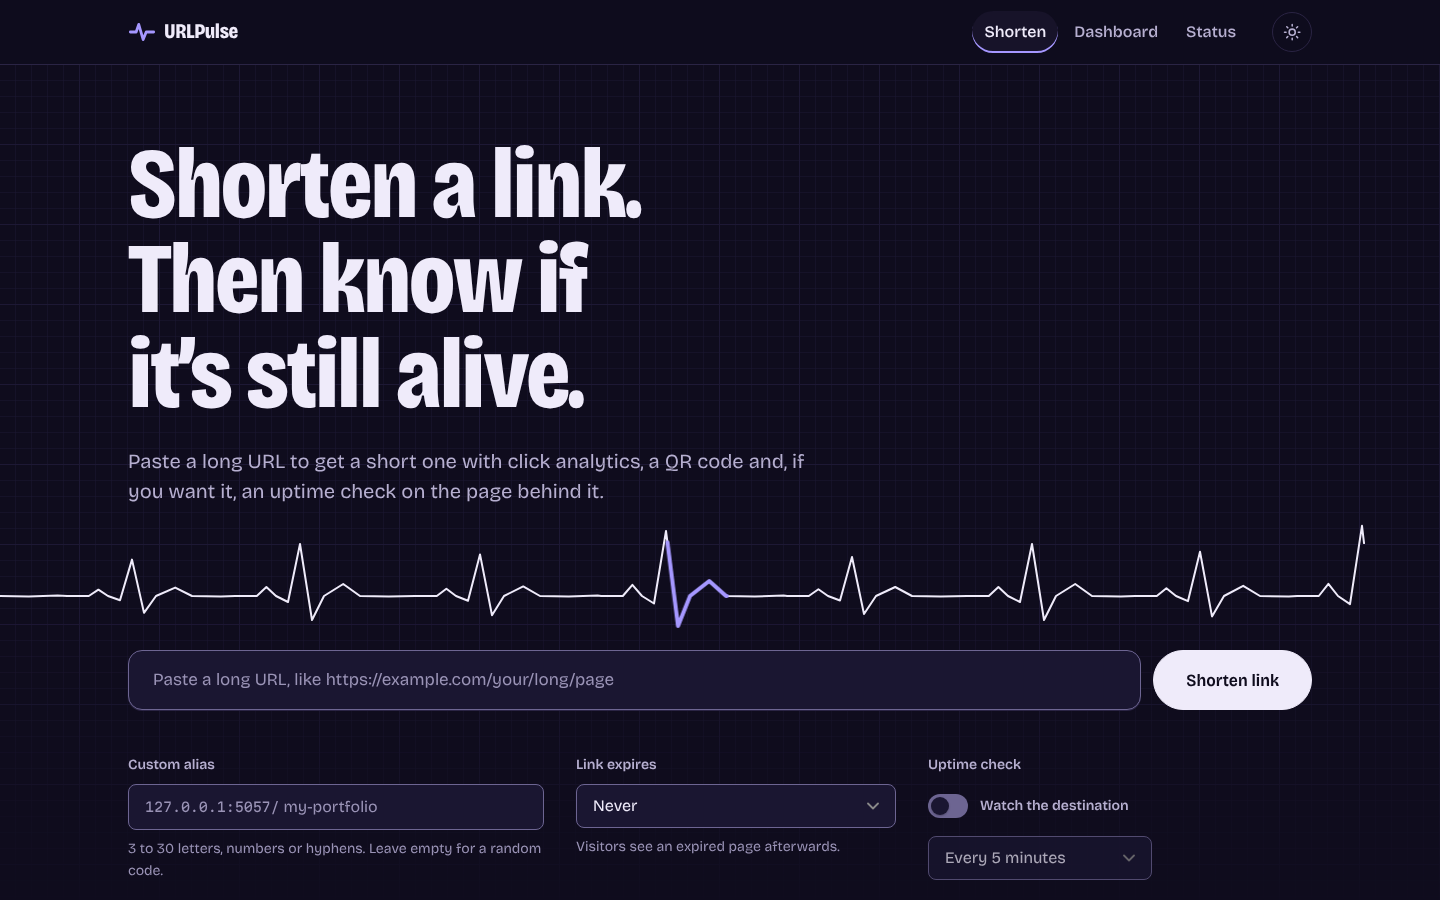 URLPulse
Shorten
Dashboard
Status
Shorten a link.
Then know if
it's still alive.
Paste a long URL to get a short one with click analytics, a QR code and, if
you want it, an uptime check on the page behind it.
Paste a long URL, like https://example.com/your/long/page
Shorten link
Custom alias
127.0.0.1:5057/ my-portfolio
3 to 30 letters, numbers or hyphens. Leave empty for a random
code.
Link expires
Never
Visitors see an expired page afterwards.
Uptime check
Watch the destination
Every 5 minutes